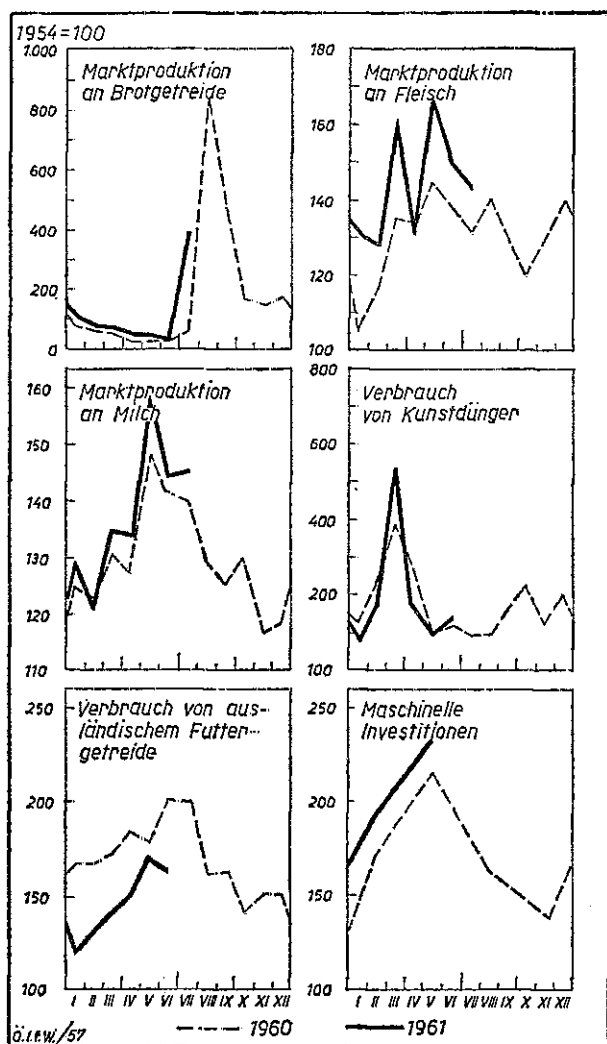 1954=100
1.000
800
600
400
200
0
Marktproduktion
an Brotgetreide
180
160
140
120
100
Marktproduktion
an Fleisch
160
150
140
130
120
110
Marktproduktion
an Milch
800
600
400
200
100
Verbrauch
von Kunstdünger
250
200
150
100
Verbrauch von aus-
ländischem Futter-
getreide
250
200
150
100
Maschinelle
Investitionen
I II III IV V VI VII VIII IX X XI XII
I II III IV V VI VII VIII IX X XI XII
Ö.I.f.W./57
1960
1961